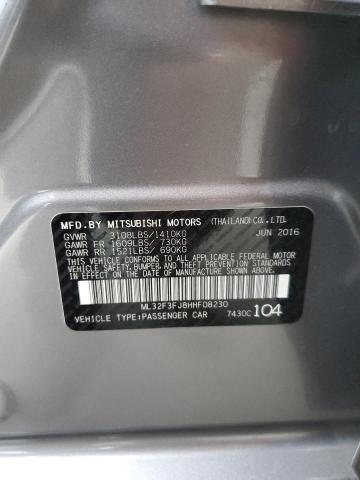 MFD.BY MITSUBISHI MOTORS (THAILAND)CO.,LTD.
GVWR 3108LBS/1410KG JUN 2016
GAWR FR 1609LBS/ 730KG
GAWR RR 1521LBS/ 690KG
THIS VEHICLE CONFORMS TO ALL APPLICABLE FEDERAL MOTOR
VEHICLE SAFETY, BUMPER, AND THEFT PREVENTION STANDARDS
IN EFFECT ON THE DATE OF MANUFACTURE SHOWN ABOVE.
ML32F3FJ8HHF08230
VEHICLE TYPE:PASSENGER CAR 7430C 104